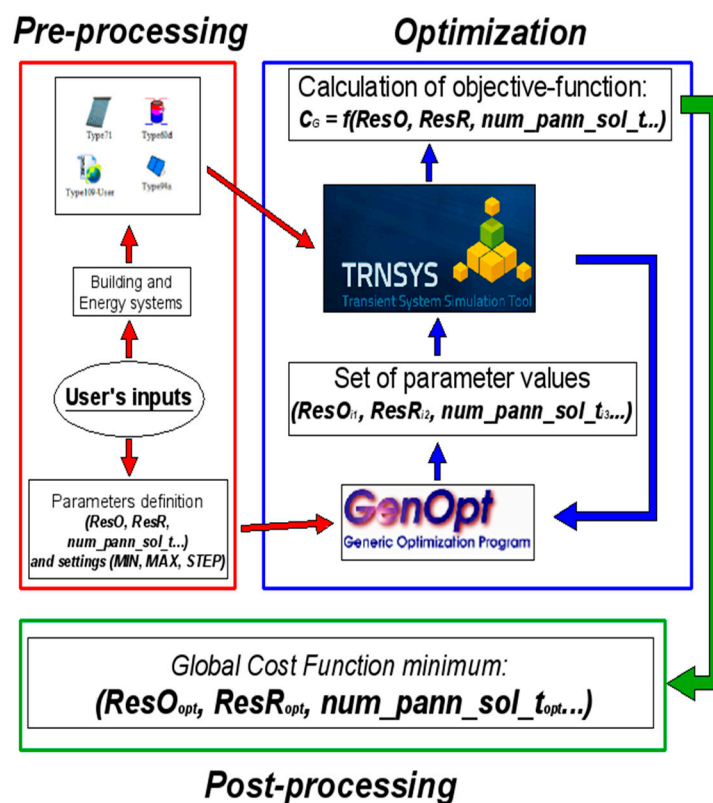 Pre-processing
Optimization
Type71
Type60d
Type109-User
Type94a
Building and
Energy systems
User's inputs
Parameters definition
(ResO, ResR,
num_pann_sol_t...)
and settings (MIN, MAX, STEP)
Calculation of objective-function:
CG = f(ResO, ResR, num_pann_sol_t..)
TRNSYS
Transient System Simulation Tool
Set of parameter values
(ResOi1, ResRi2, num_pann_sol_ti3...)
GenOpt
Generic Optimization Program
Global Cost Function minimum:
(ResOopt, ResRopt, num_pann_sol_topt...)
Post-processing